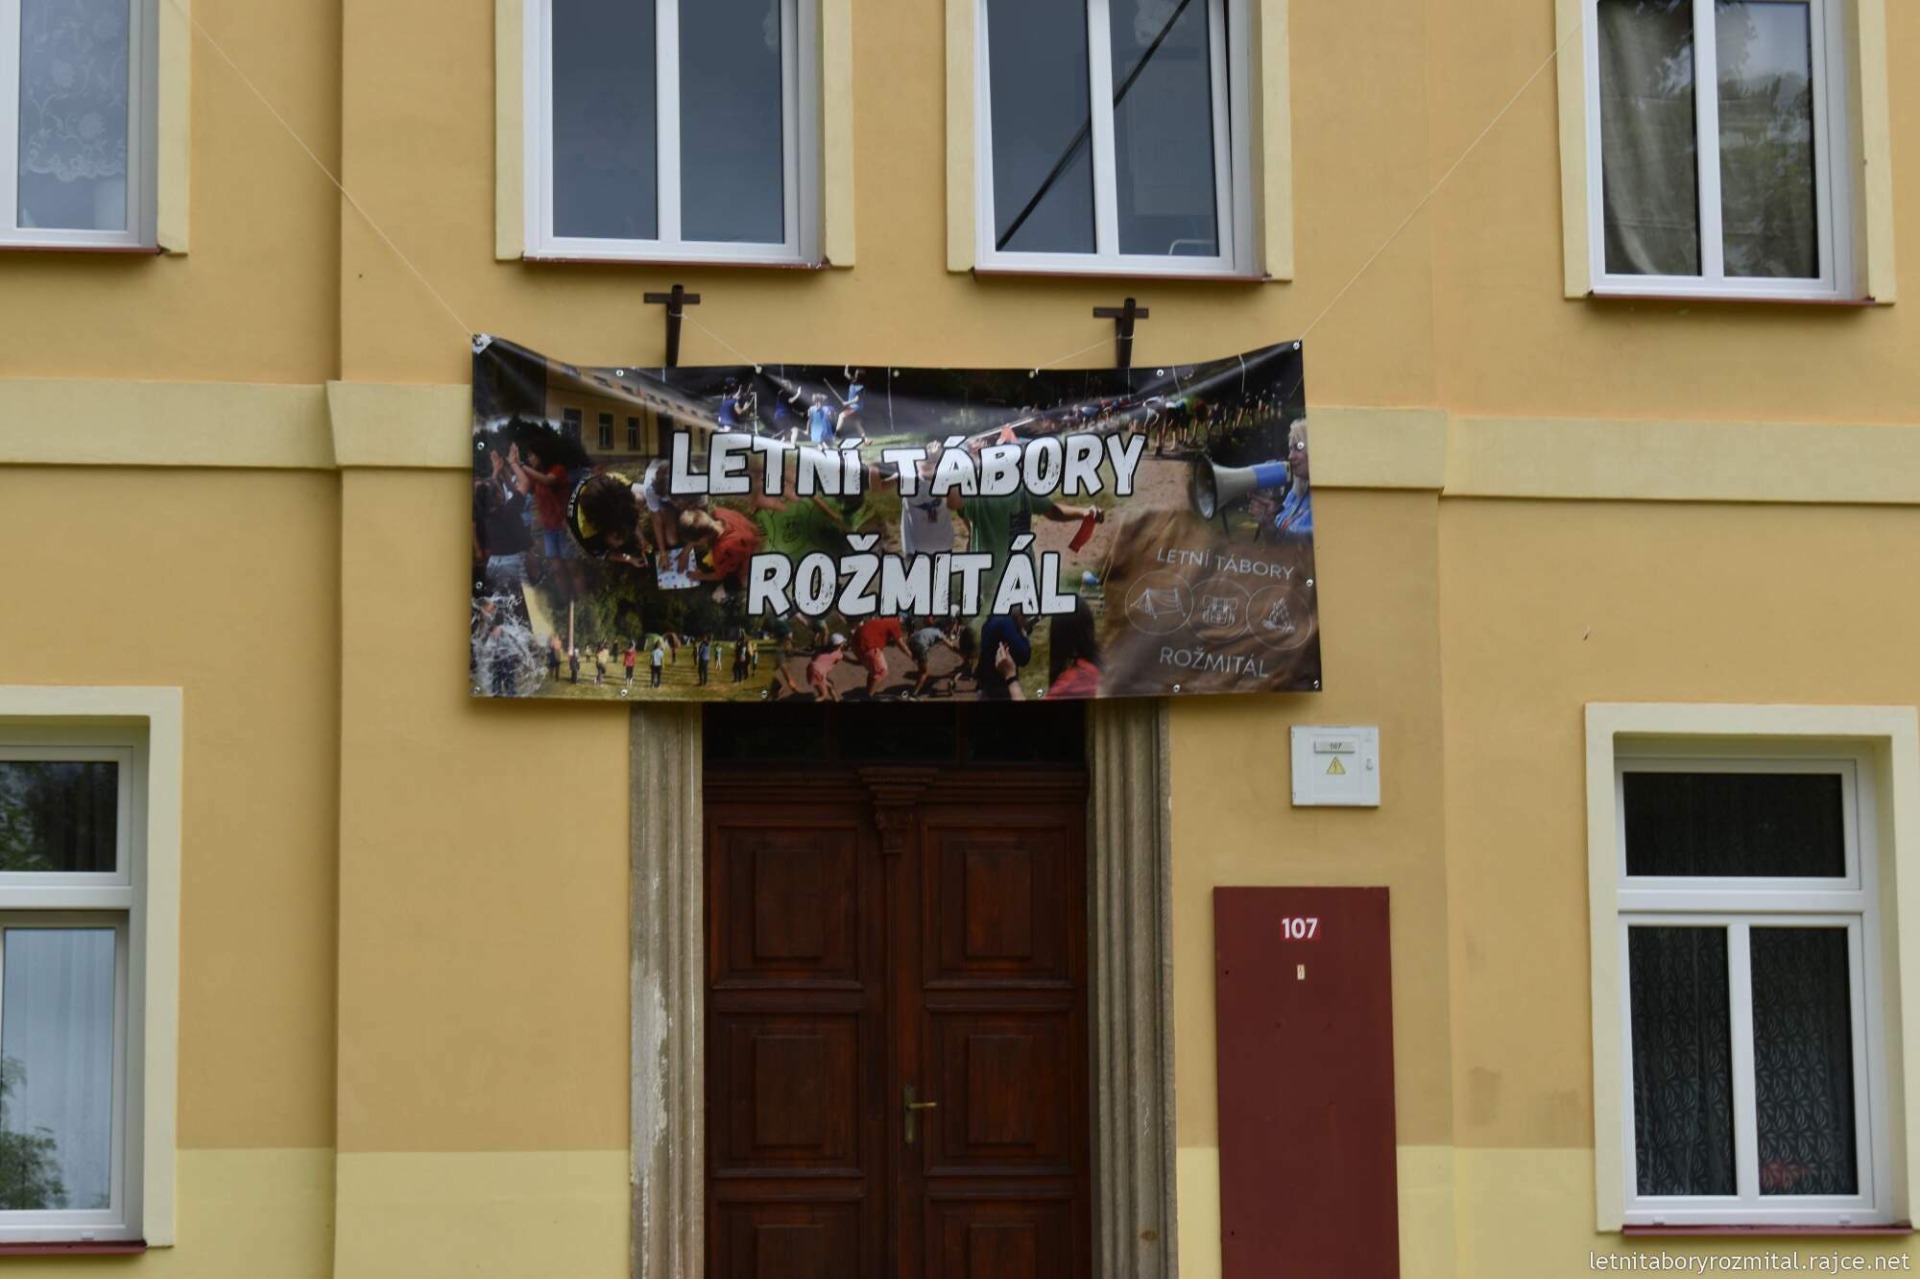 LETNÍ TÁBORY
ROŽMITÁL
LETNÍ TÁBORY
ROŽMITÁL
107
107
letnitaboryrozmital.rajce.net